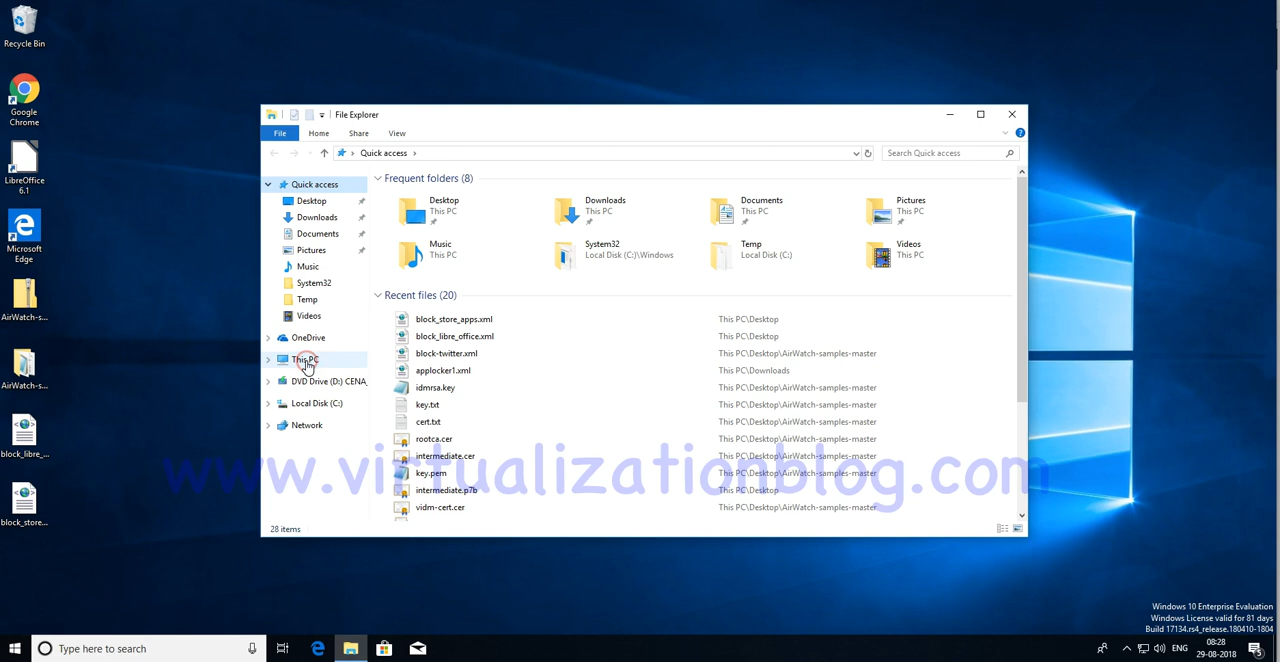 Recycle Bin
Google
Chrome
LibreOffice
6.1
Microsoft
Edge
AirWatch-s...
AirWatch-s...
block_libre_...
block_store...
File Explorer
File Home Share View
Quick access
Search Quick access
Quick access
Desktop
Downloads
Documents
Pictures
Music
System32
Temp
Videos
OneDrive
This PC
DVD Drive (D:) CENA_
Local Disk (C:)
Network
Frequent folders (8)
Desktop
This PC
Downloads
This PC
Documents
This PC
Pictures
This PC
Music
This PC
System32
Local Disk (C:)\Windows
Temp
Local Disk (C:)
Videos
This PC
Recent files (20)
block_store_apps.xml This PC\Desktop
block_libre_office.xml This PC\Desktop
block-twitter.xml This PC\Desktop\AirWatch-samples-master
applocker1.xml This PC\Downloads
idmrsa.key This PC\Desktop\AirWatch-samples-master
key.txt This PC\Desktop\AirWatch-samples-master
cert.txt This PC\Desktop\AirWatch-samples-master
rootca.cer This PC\Desktop\AirWatch-samples-master
intermediate.cer This PC\Desktop\AirWatch-samples-master
key.pem This PC\Desktop\AirWatch-samples-master
intermediate.p7b This PC\Desktop
vidm-cert.cer This PC\Desktop\AirWatch-samples-master
www.virtualizationblog.com
28 items
Windows 10 Enterprise Evaluation
Windows License valid for 81 days
Build 17134.rs4_release.180410-1804
Type here to search
ENG
08:28
29-08-2018